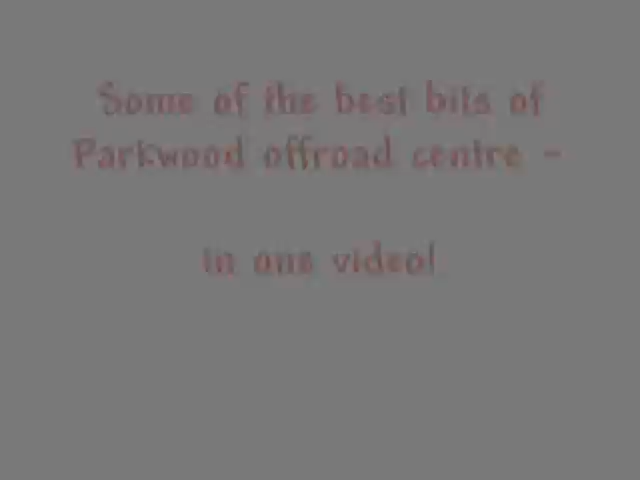 Some of the best bits of
Parkwood offroad centre -
in one video!